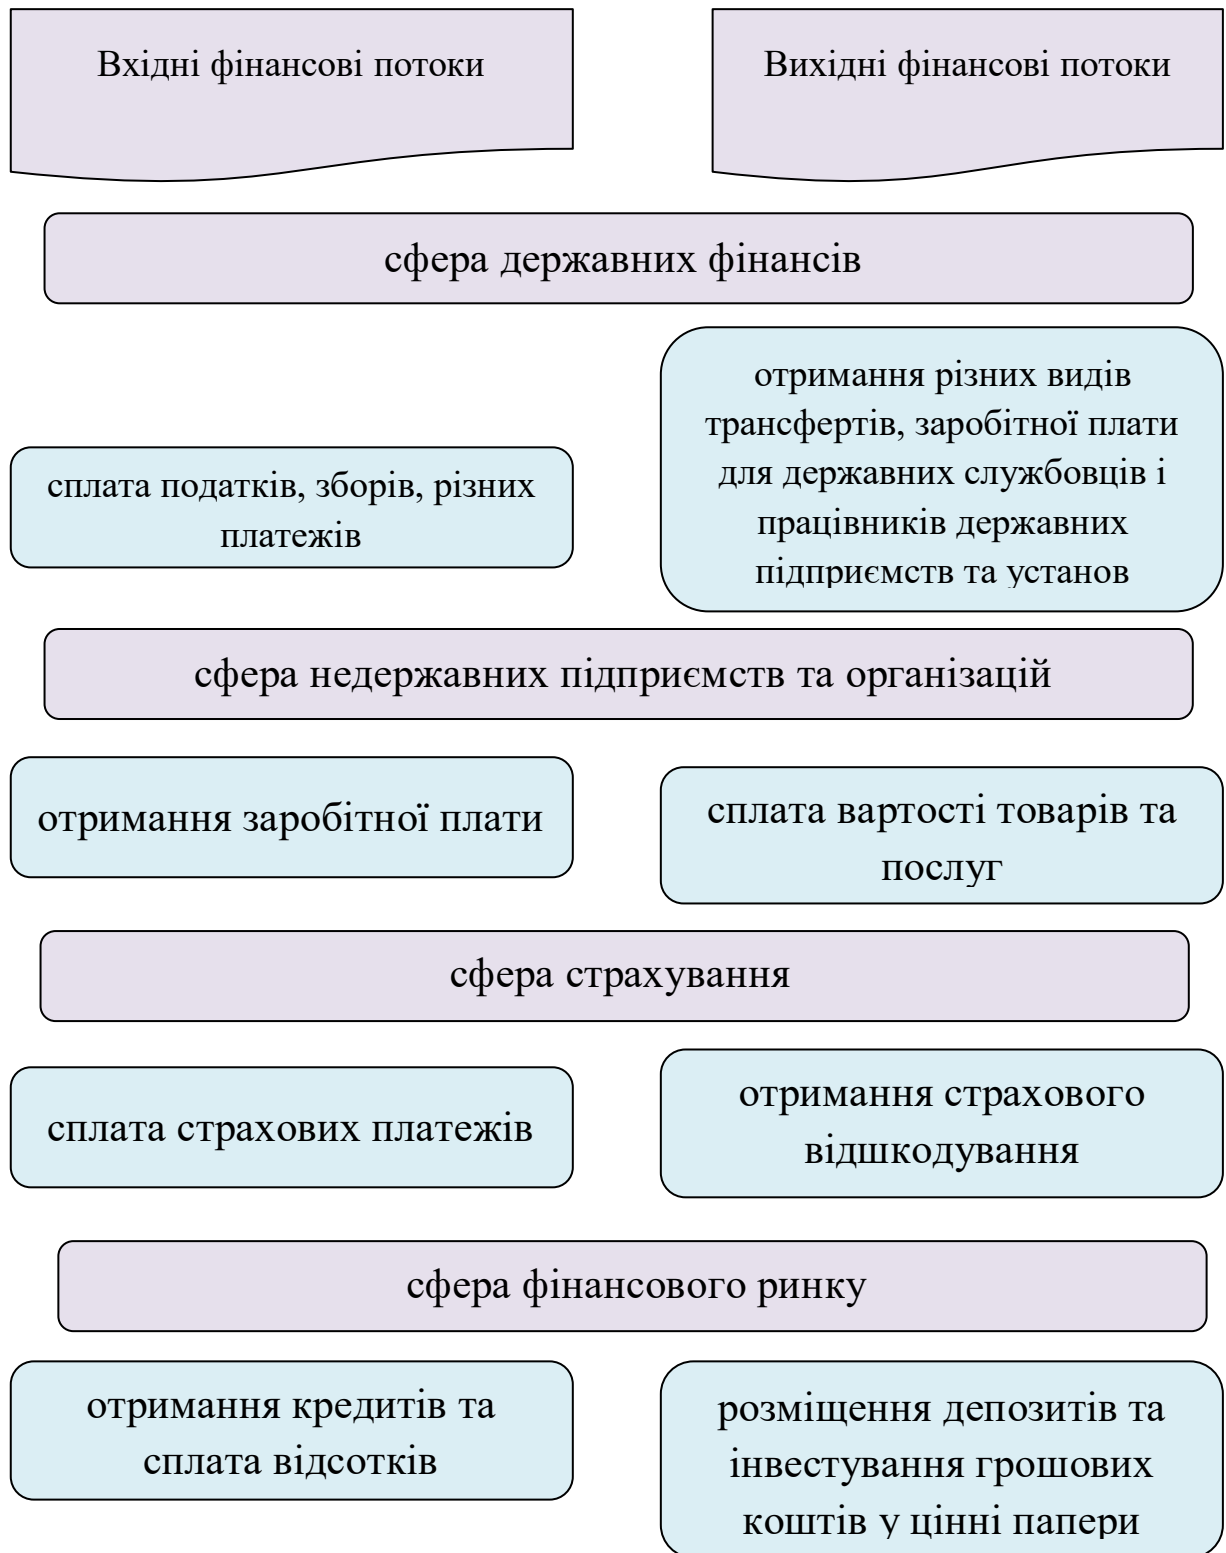 Вхідні фінансові потоки
Вихідні фінансові потоки
сфера державних фінансів
сплата податків, зборів, різних
платежів
отримання різних видів
трансфертів, заробітної плати
для державних службовців і
працівників державних
підприємств та установ
сфера недержавних підприємств та організацій
отримання заробітної плати
сплата вартості товарів та
послуг
сфера страхування
сплата страхових платежів
отримання страхового
відшкодування
сфера фінансового ринку
отримання кредитів та
сплата відсотків
розміщення депозитів та
інвестування грошових
коштів у цінні папери